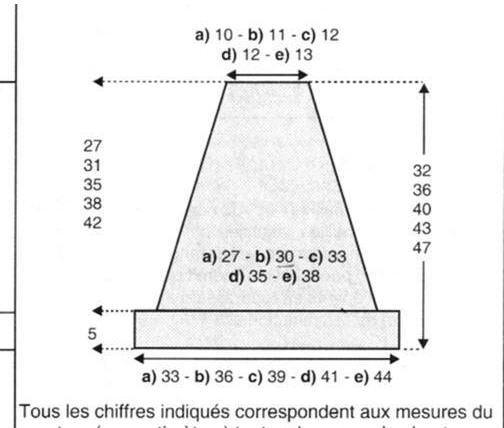 a) 10 - b) 11 - c) 12
d) 12 - e) 13
27
31
35
38
42
32
36
40
43
47
a) 27 - b) 30 - c) 33
d) 35 - e) 38
5
a) 33 - b) 36 - c) 39 - d) 41 - e) 44
Tous les chiffres indiqués correspondent aux mesures du